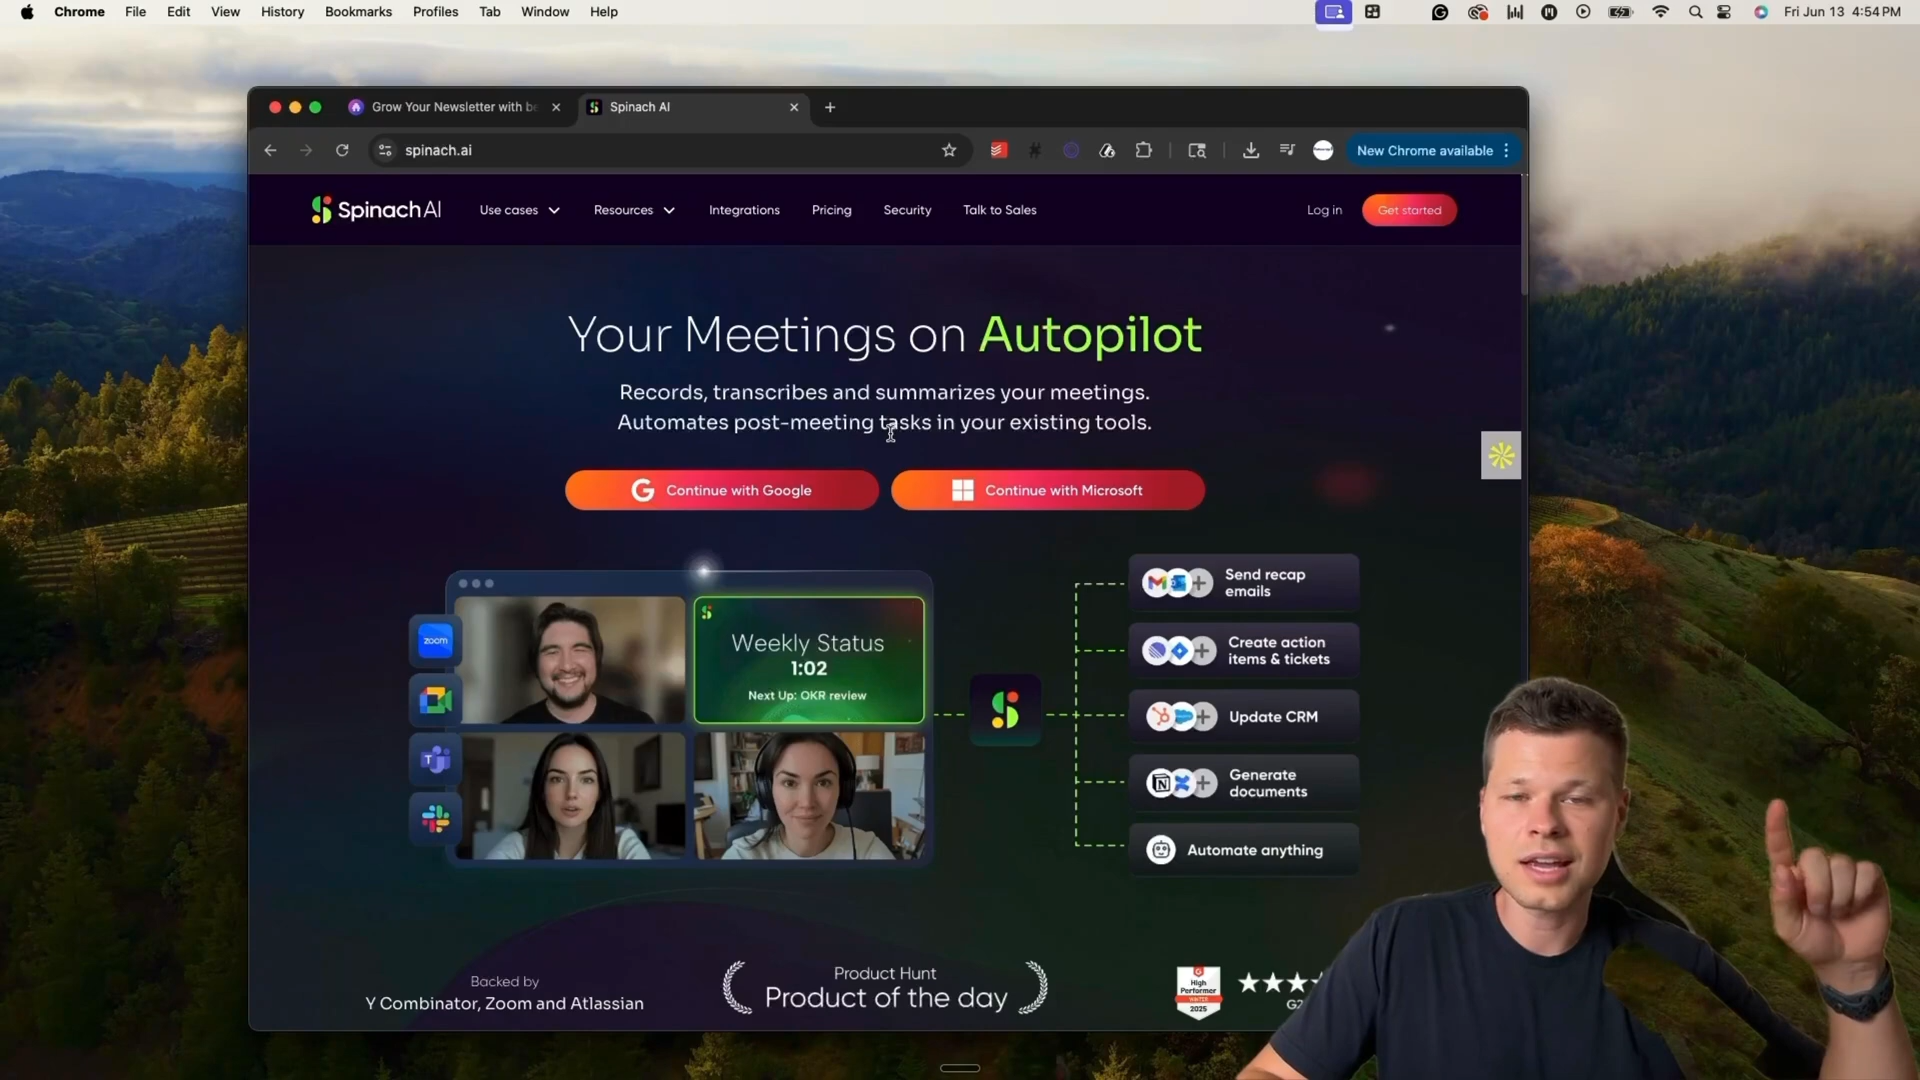 Chrome File Edit View History Bookmarks Profiles Tab Window Help
Fri Jun 13 4:54 PM
Grow Your Newsletter with be
Spinach AI
spinach.ai
New Chrome available
Spinach AI
Use cases
Resources
Integrations
Pricing
Security
Talk to Sales
Log in
Get started
Your Meetings on Autopilot
Records, transcribes and summarizes your meetings.
Automates post-meeting tasks in your existing tools.
Continue with Google
Continue with Microsoft
zoom
Weekly Status
1:02
Next Up: OKR review
Send recap
emails
Create action
items & tickets
Update CRM
Generate
documents
Automate anything
Backed by
Y Combinator, Zoom and Atlassian
Product Hunt
Product of the day
High
Performer
WINTER
2025
G2